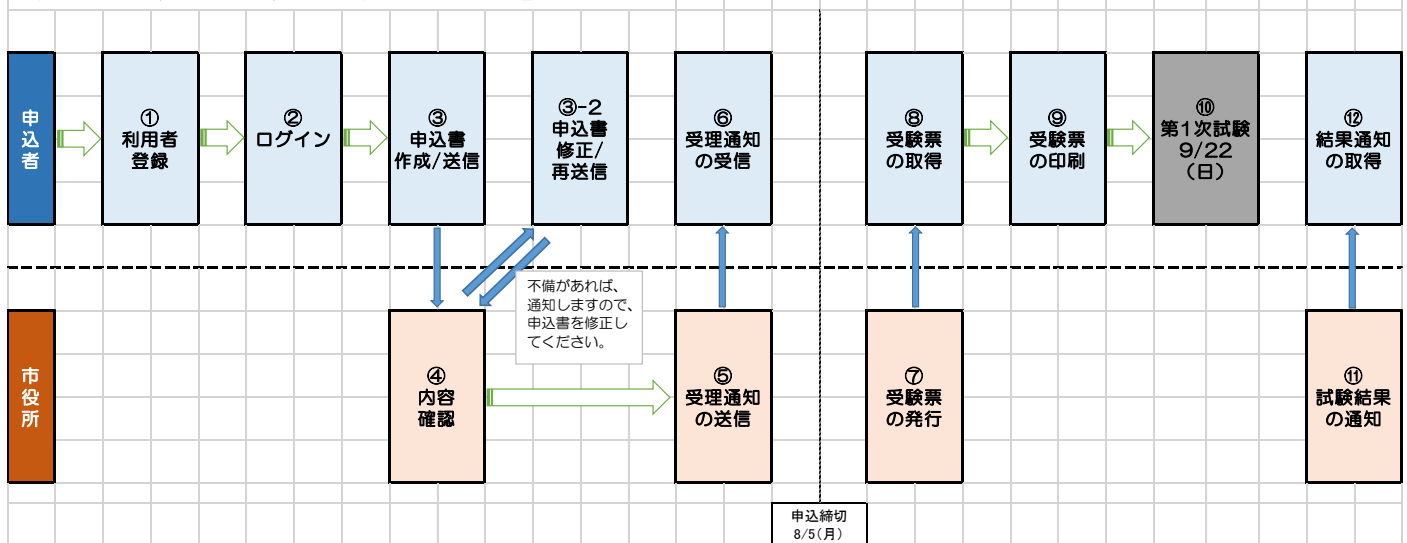 申込者
①
利用者
登録
②
ログイン
③
申込書
作成/送信
③-2
申込書
修正/
再送信
⑥
受理通知
の受信
⑧
受験票
の取得
⑨
受験票
の印刷
⑩
第1次試験
9/22
(日)
⑫
結果通知
の取得
不備があれば、
通知しますので、
申込書を修正し
てください。
市役所
④
内容
確認
⑤
受理通知
の送信
⑦
受験票
の発行
⑪
試験結果
の通知
申込締切
8/5(月)